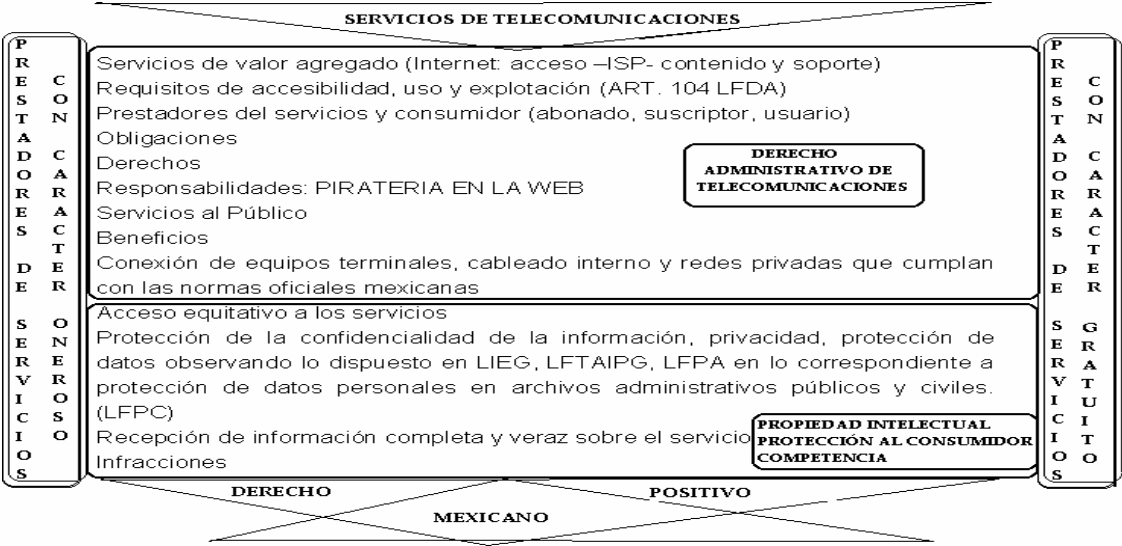 SERVICIOS DE TELECOMUNICACIONES
PRESTADORES DE SERVICIOS
CON CARACTER ONEROSO
Servicios de valor agregado (Internet: acceso –ISP- contenido y soporte)
Requisitos de accesibilidad, uso y explotación (ART. 104 LFDA)
Prestadores del servicios y consumidor (abonado, suscriptor, usuario)
Obligaciones
Derechos
Responsabilidades: PIRATERIA EN LA WEB
Servicios al Público
Beneficios
Conexión de equipos terminales, cableado interno y redes privadas que cumplan
con las normas oficiales mexicanas
DERECHO
ADMINISTRATIVO DE
TELECOMUNICACIONES
Acceso equitativo a los servicios
Protección de la confidencialidad de la información, privacidad, protección de
datos observando lo dispuesto en LIEG, LFTAIPG, LFPA en lo correspondiente a
protección de datos personales en archivos administrativos públicos y civiles.
(LFPC)
Recepción de información completa y veraz sobre el servicio
Infracciones
PROPIEDAD INTELECTUAL
PROTECCIÓN AL CONSUMIDOR
COMPETENCIA
PRESTADORES DE SERVICIOS
CON CARACTER GRATUITO
DERECHO POSITIVO
MEXICANO